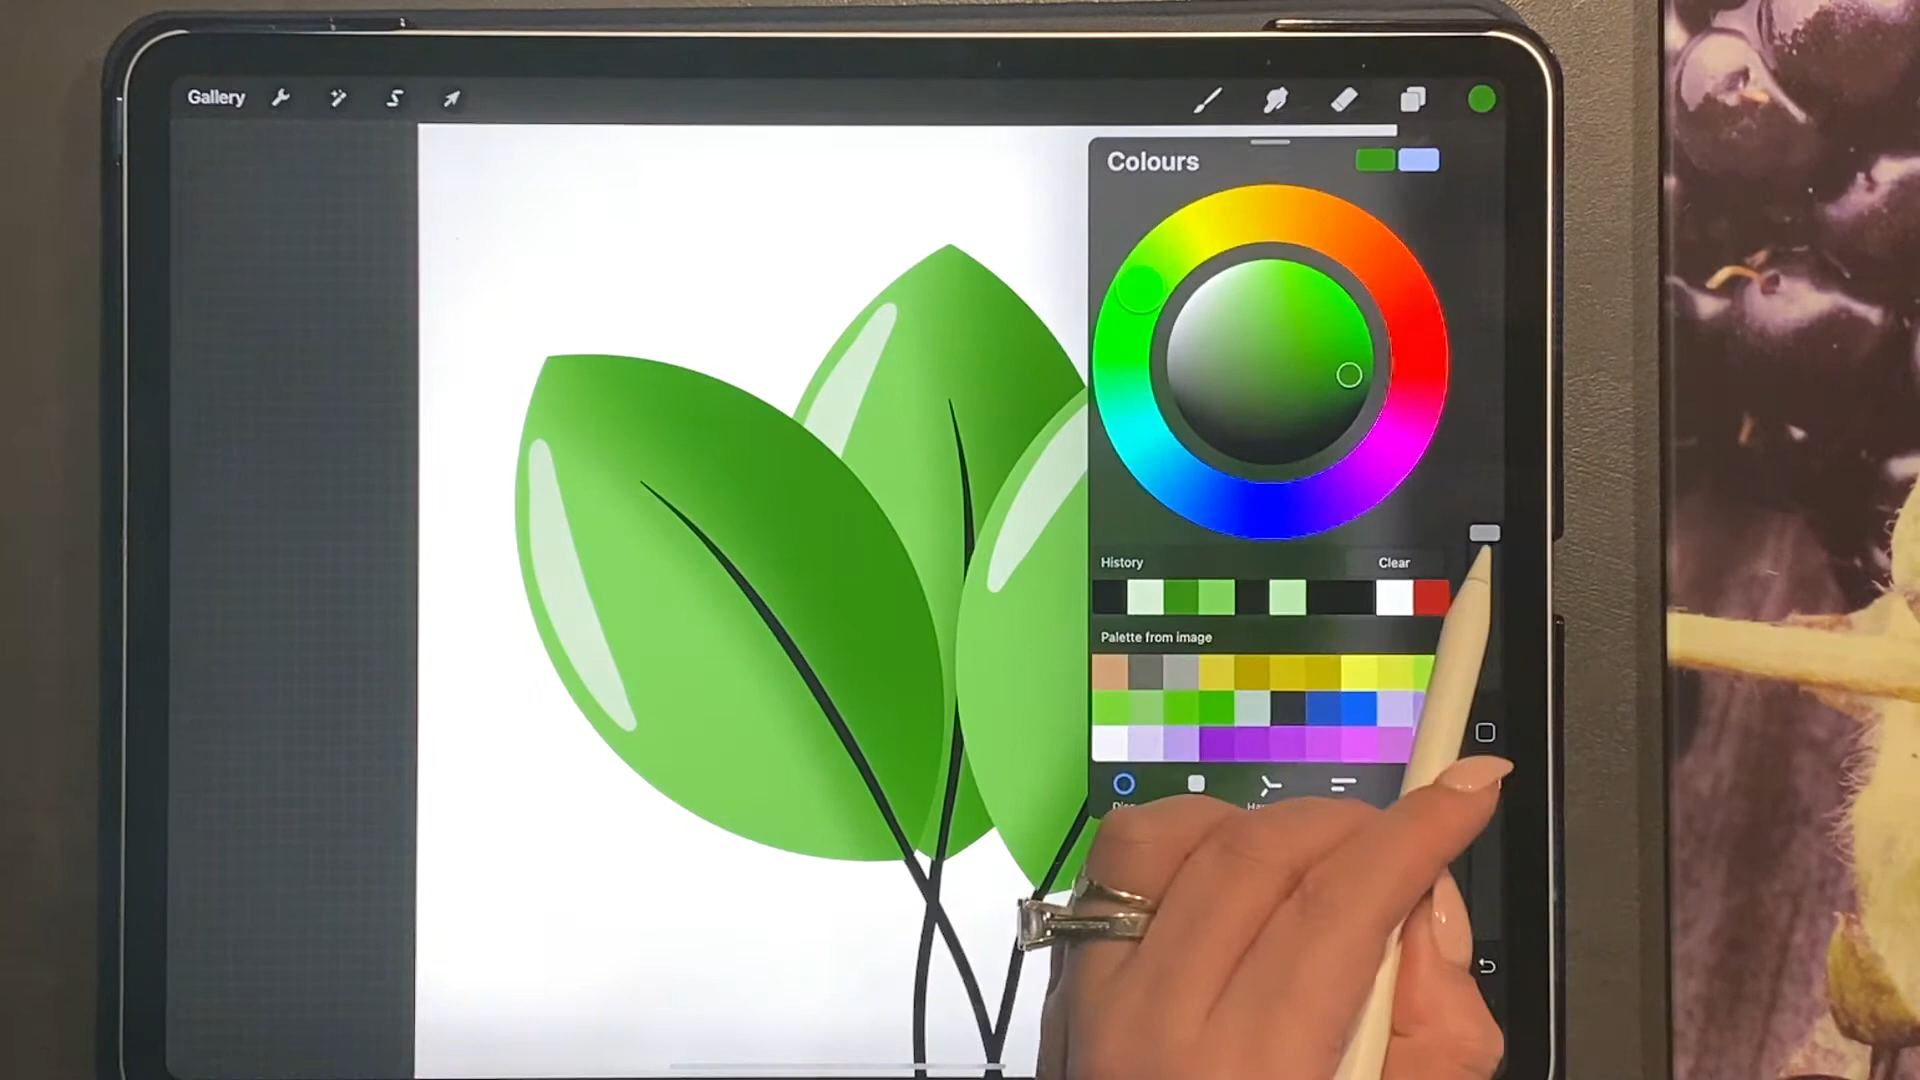 Gallery
Colours
History
Clear
Palette from image